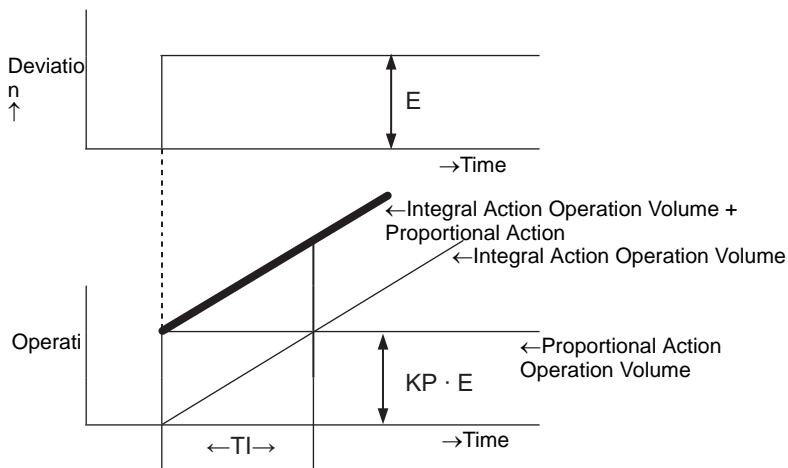 Deviatio
n
↑
E
→Time
←Integral Action Operation Volume +
Proportional Action
←Integral Action Operation Volume
Operati
←Proportional Action
Operation Volume
KP · E
←TI→
→Time